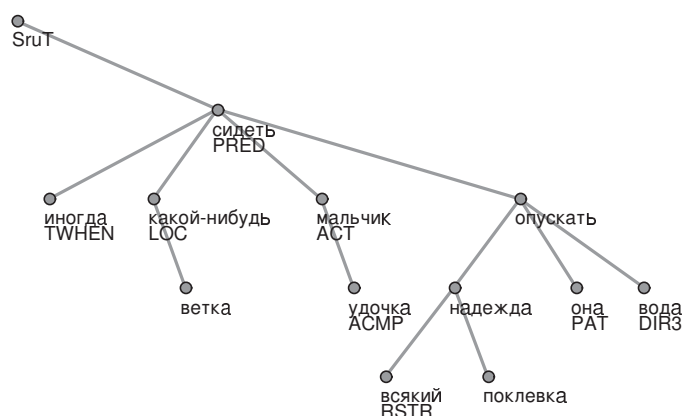 SruT
сидеть
PRED
иногда
TWHEN
какой-нибудь
LOC
мальчик
ACT
опускать
ветка
удочка
ACMP
надежда
она
PAT
вода
DIR3
всякий
RSTR
поклевка